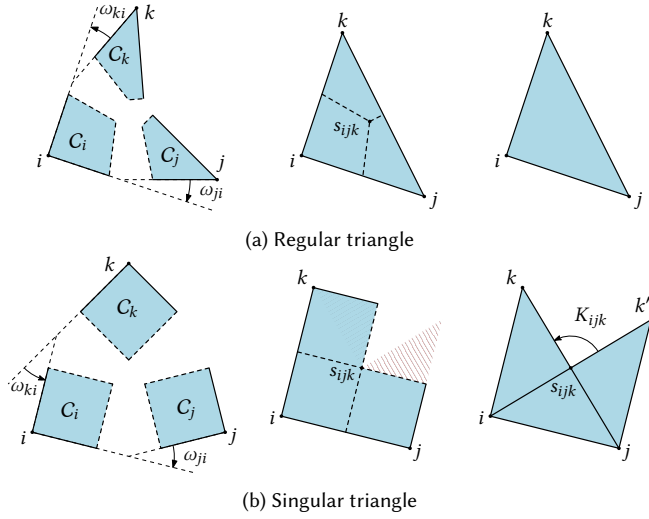 ω_ki k k k
C_k
C_i C_j s_ijk
i j i i
ω_ji j j
(a) Regular triangle
k k k k′
C_k K_ijk
ω_ki C_i C_j s_ijk s_ijk
i j i i
ω_ji j j
(b) Singular triangle